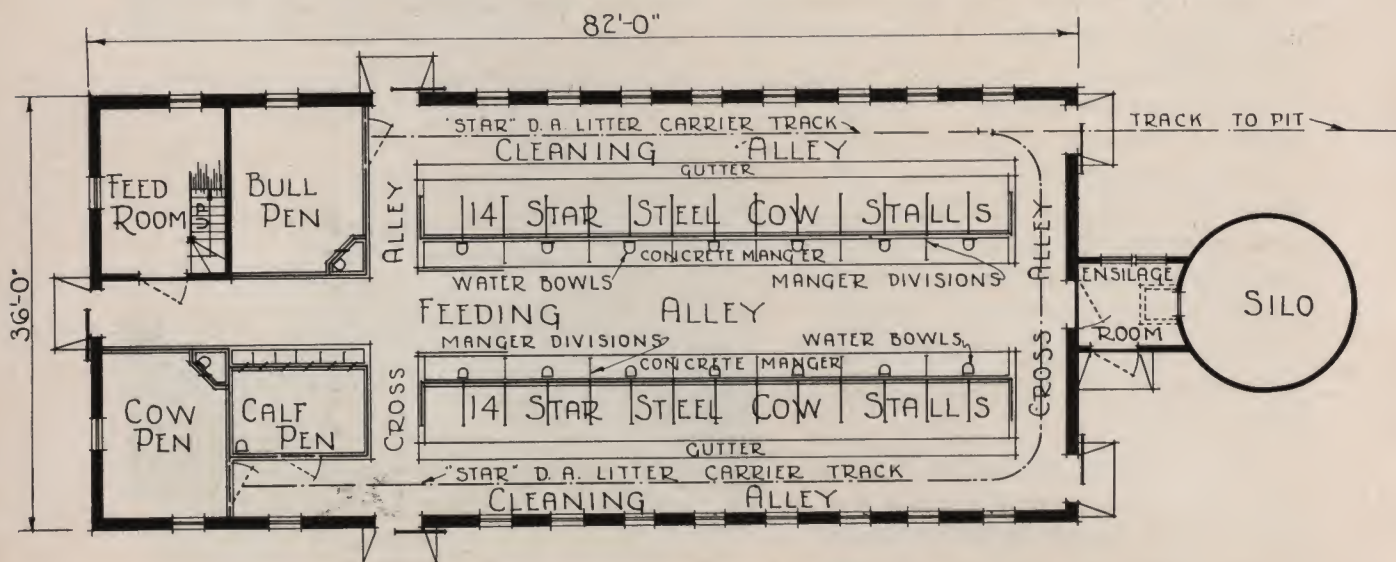 82'-0"
"STAR" D. A. LITTER CARRIER TRACK
TRACK TO PIT
CLEANING ALLEY
GUTTER
FEED ROOM
UP
BULL PEN
ALLEY
14 STAR STEEL COW STALLS
CONCRETE MANGER
WATER BOWLS
MANGER DIVISIONS
ALLEY
ENSILAGE
ROOM
SILO
36'-0"
FEEDING ALLEY
MANGER DIVISIONS
WATER BOWLS
CONCRETE MANGER
CROSS
CROSS
COW PEN
CALF PEN
14 STAR STEEL COW STALLS
GUTTER
"STAR" D. A. LITTER CARRIER TRACK
CLEANING ALLEY